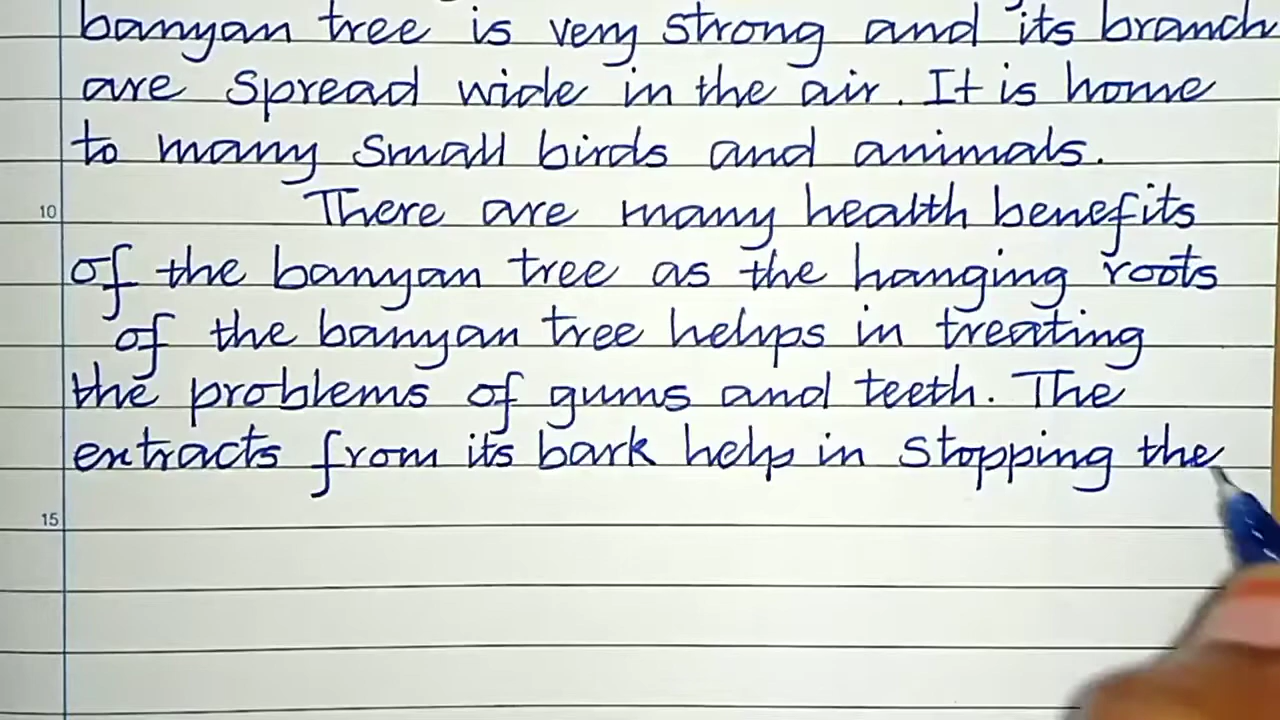 banyan tree is very strong and its branch
are spread wide in the air. It is home
to many small birds and animals.
10 There are many health benefits
of the banyan tree as the hanging roots
of the banyan tree helps in treating
the problems of gums and teeth. The
extracts from its bark help in stopping the
15